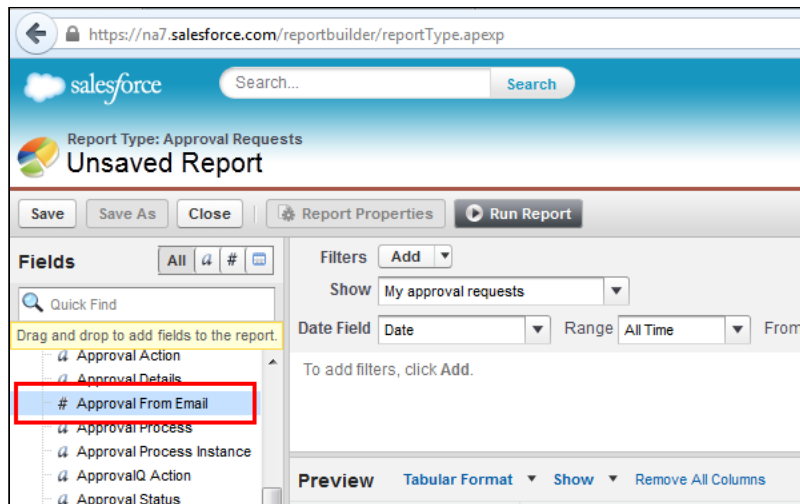 https://na7.salesforce.com/reportbuilder/reportType.apexp
salesforce Search... Search
Report Type: Approval Requests
Unsaved Report
Save Save As Close Report Properties Run Report
Fields All a #
Filters Add
Quick Find
Show My approval requests
Drag and drop to add fields to the report.
Date Field Date Range All Time From
a Approval Action
To add filters, click Add.
a Approval Details
# Approval From Email
a Approval Process
a Approval Process Instance
a ApprovalQ Action
Preview Tabular Format Show Remove All Columns
a Approval Status